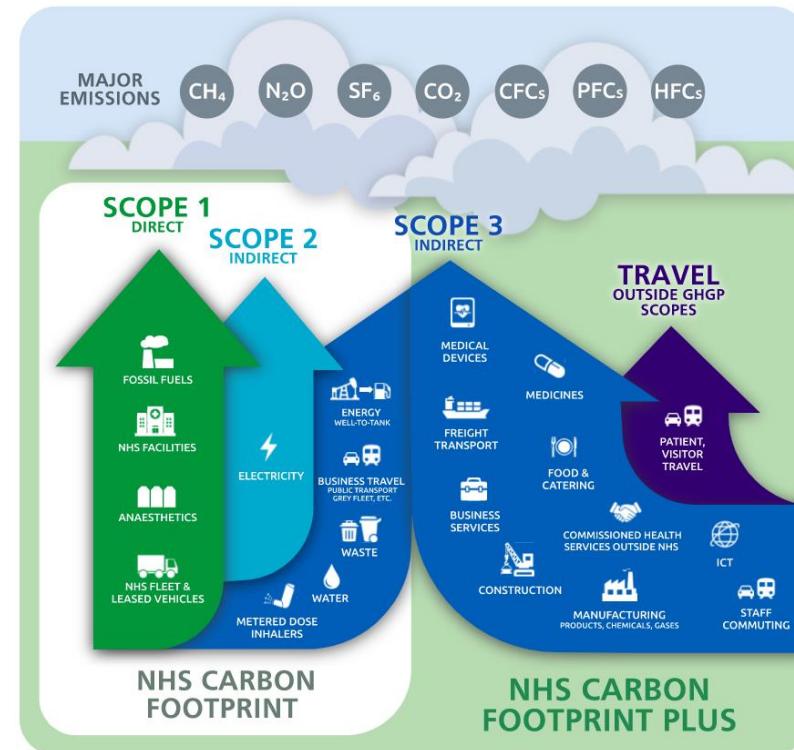 MAJOR
EMISSIONS
CH₄
N₂O
SF₆
CO₂
CFCs
PFCs
HFCs
SCOPE 1
DIRECT
SCOPE 2
INDIRECT
SCOPE 3
INDIRECT
TRAVEL
OUTSIDE GHGP
SCOPES
FOSSIL FUELS
NHS FACILITIES
ANAESTHETICS
NHS FLEET &
LEASED VEHICLES
ELECTRICITY
ENERGY
WELL-TO-TANK
BUSINESS TRAVEL
PUBLIC TRANSPORT
GREY FLEET, ETC.
WASTE
WATER
METERED DOSE
INHALERS
MEDICAL
DEVICES
MEDICINES
FREIGHT
TRANSPORT
FOOD &
CATERING
BUSINESS
SERVICES
COMMISSIONED HEALTH
SERVICES OUTSIDE NHS
CONSTRUCTION
MANUFACTURING
PRODUCTS, CHEMICALS, GASES
ICT
STAFF
COMMUTING
PATIENT,
VISITOR
TRAVEL
NHS CARBON
FOOTPRINT
NHS CARBON
FOOTPRINT PLUS